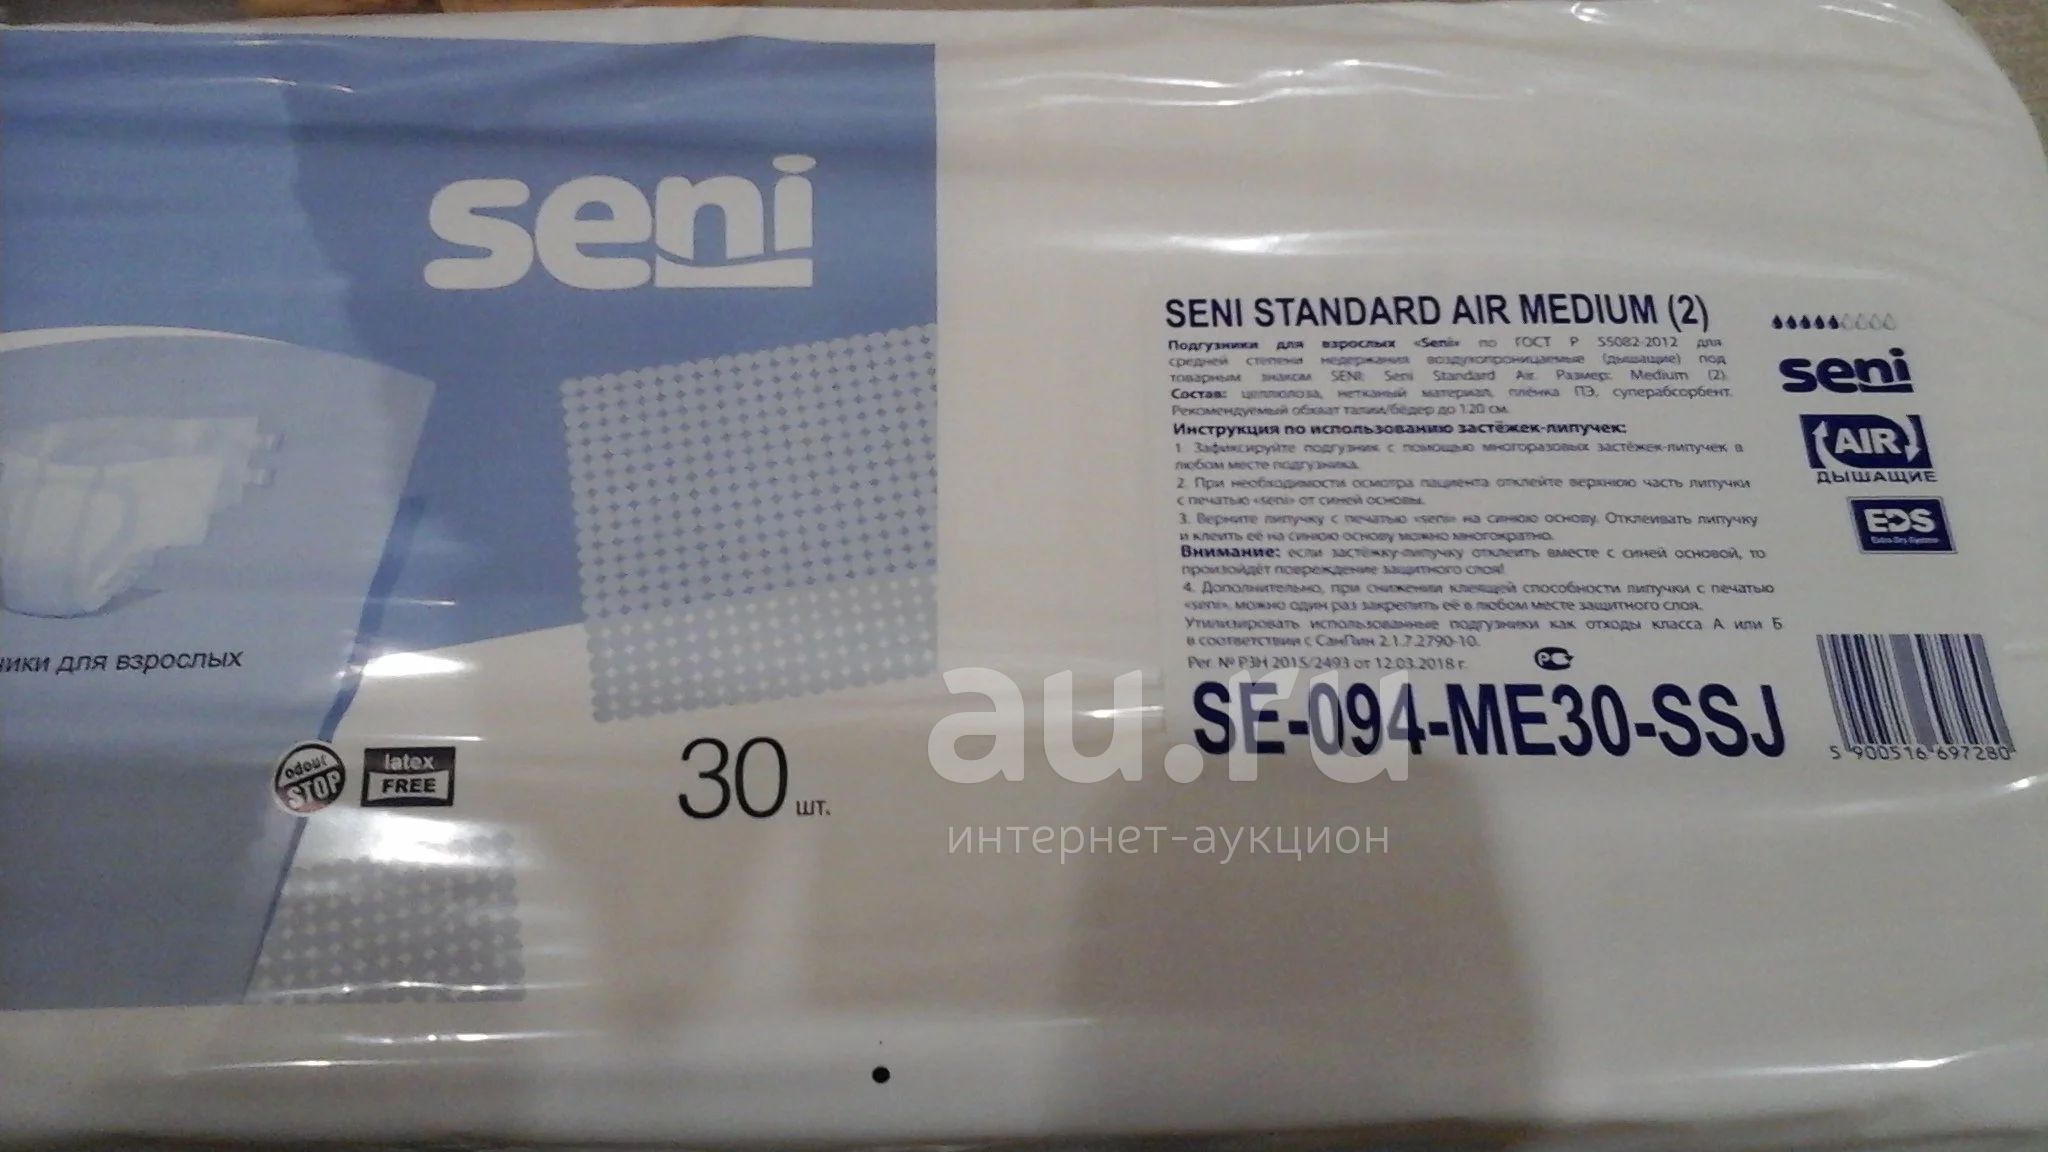 seni
ники для взрослых
odour
STOP
latex
FREE
30 шт.
SENI STANDARD AIR MEDIUM (2)
Подгузники для взрослых «Seni» по ГОСТ Р 55082-2012 для
средней степени недержания воздухопроницаемые (дышащие) под
товарным знаком SENI: Seni Standard Air. Размер: Medium (2).
Состав: целлюлоза, нетканый материал, плёнка ПЭ, суперабсорбент.
Рекомендуемый обхват талии/бёдер до 120 см.
Инструкция по использованию застёжек-липучек:
1. Зафиксируйте подгузник с помощью многоразовых застёжек-липучек в
любом месте подгузника.
2. При необходимости осмотра пациента отклейте верхнюю часть липучки
с печатью «seni» от синей основы.
3. Верните липучку с печатью «seni» на синюю основу. Отклеивать липучку
и клеить её на синюю основу можно многократно.
Внимание: если застёжку-липучку отклеить вместе с синей основой, то
произойдёт повреждение защитного слоя!
4. Дополнительно, при снижении клеящей способности липучки с печатью
«seni», можно один раз закрепить её в любом месте защитного слоя.
Утилизировать использованные подгузники как отходы класса А или Б
в соответствии с СанПин 2.1.7.2790-10.
Рег. № РЗН 2015/2493 от 12.03.2018 г.
SE-094-ME30-SSJ
seni
AIR
ДЫШАЩИЕ
EDS
Extra Dry System
5 900516 697280
au.ru
интернет-аукцион